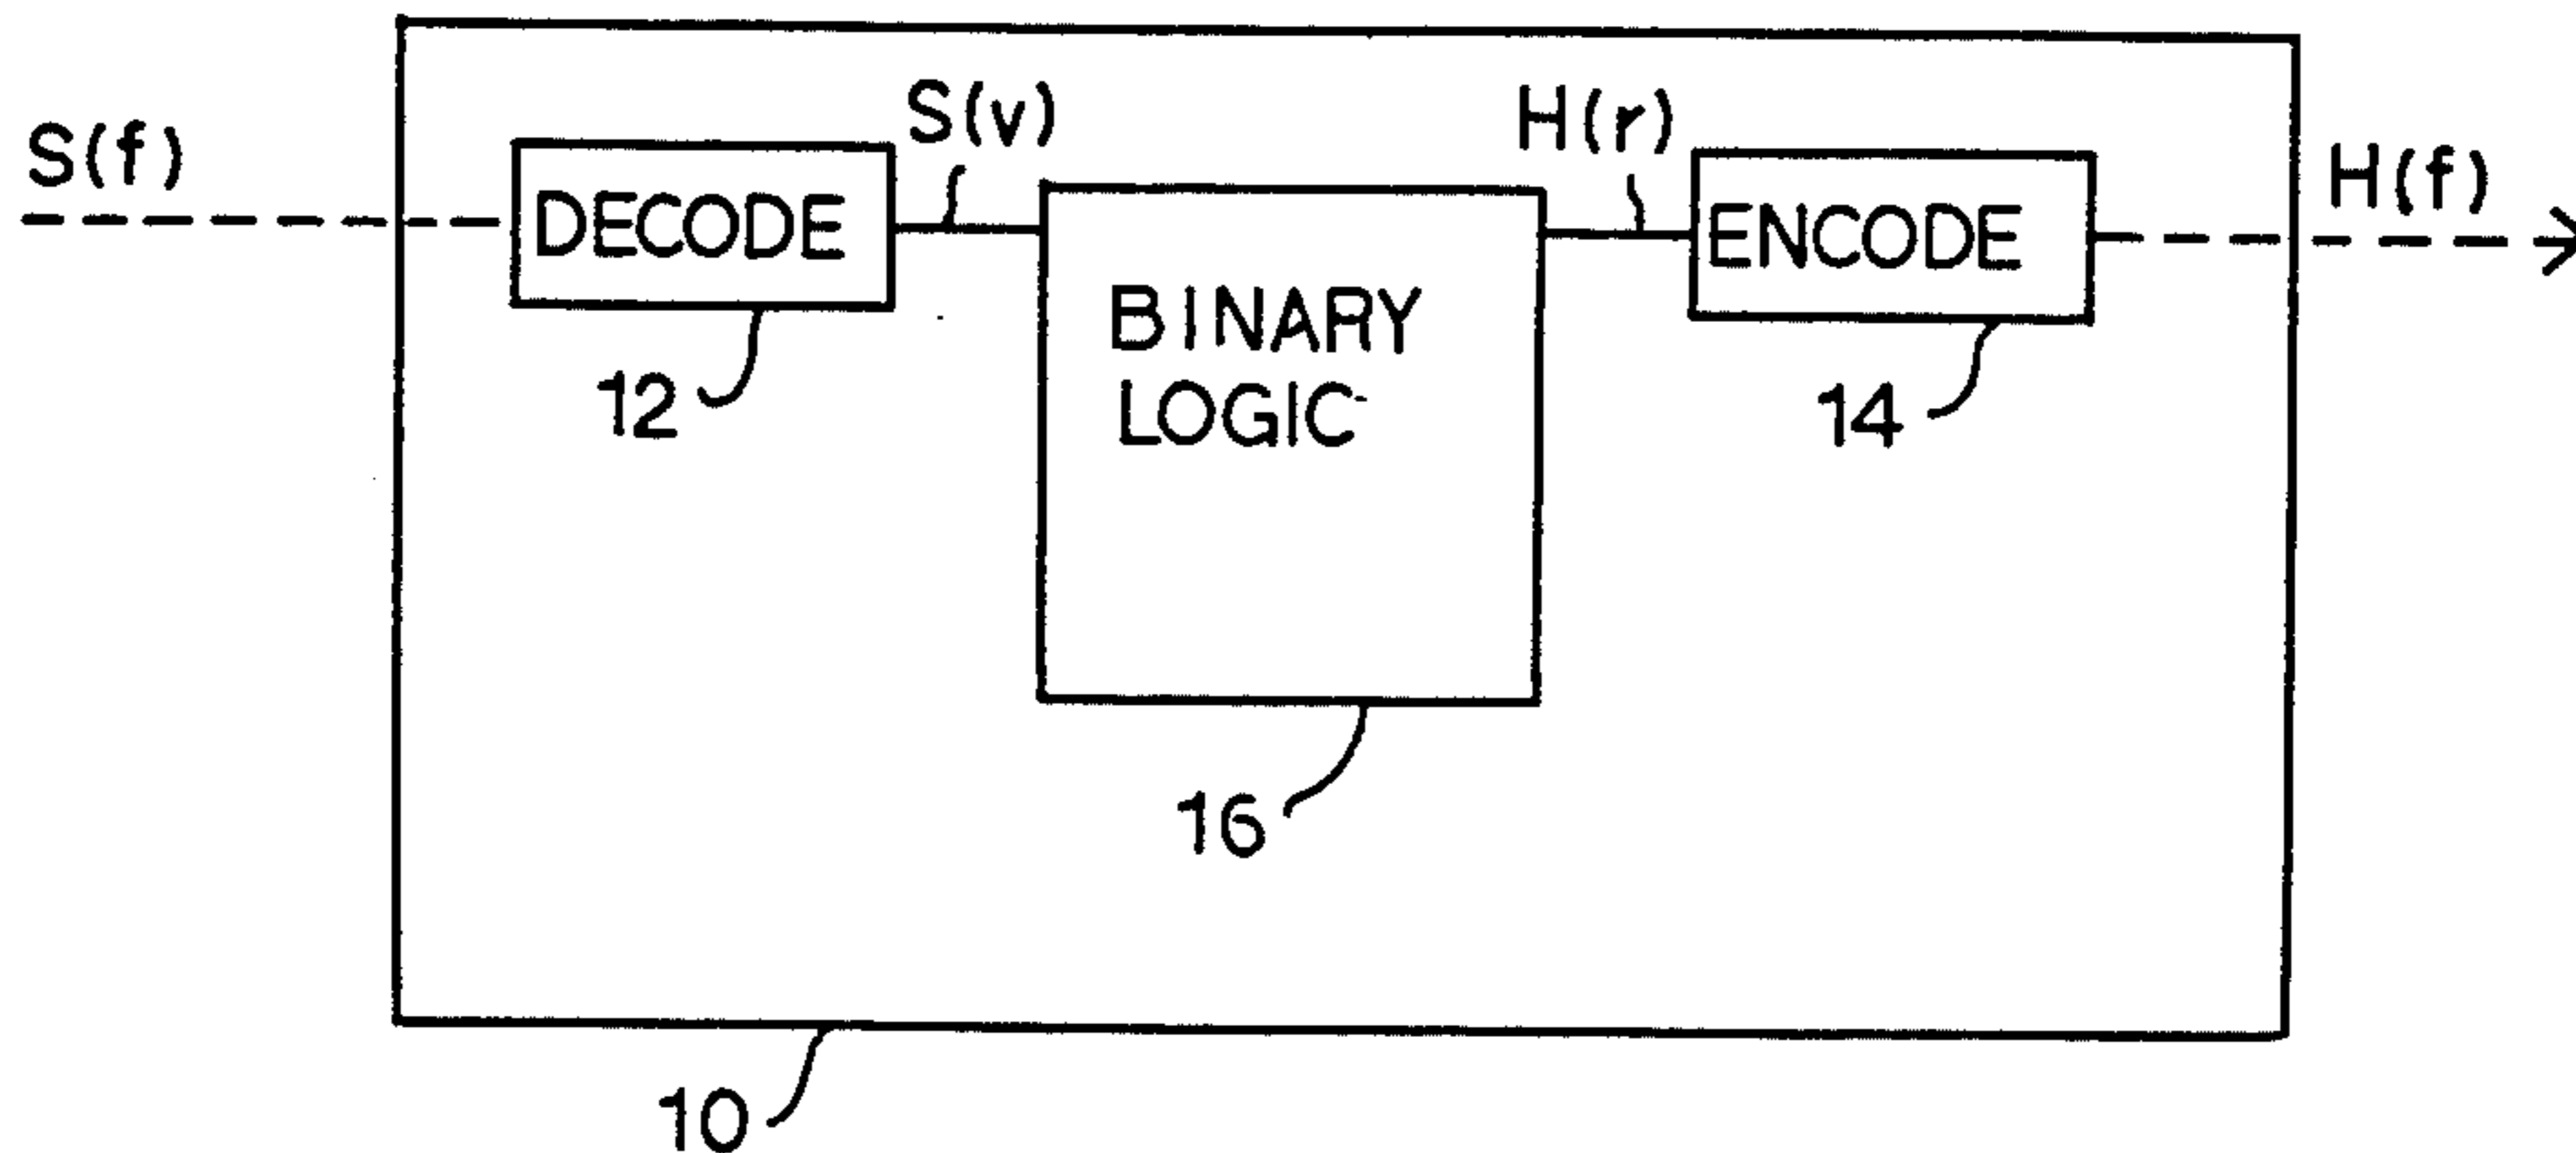 S(f)
DECODE
12
S(v)
BINARY
LOGIC
16
H(r)
ENCODE
14
H(f)
10